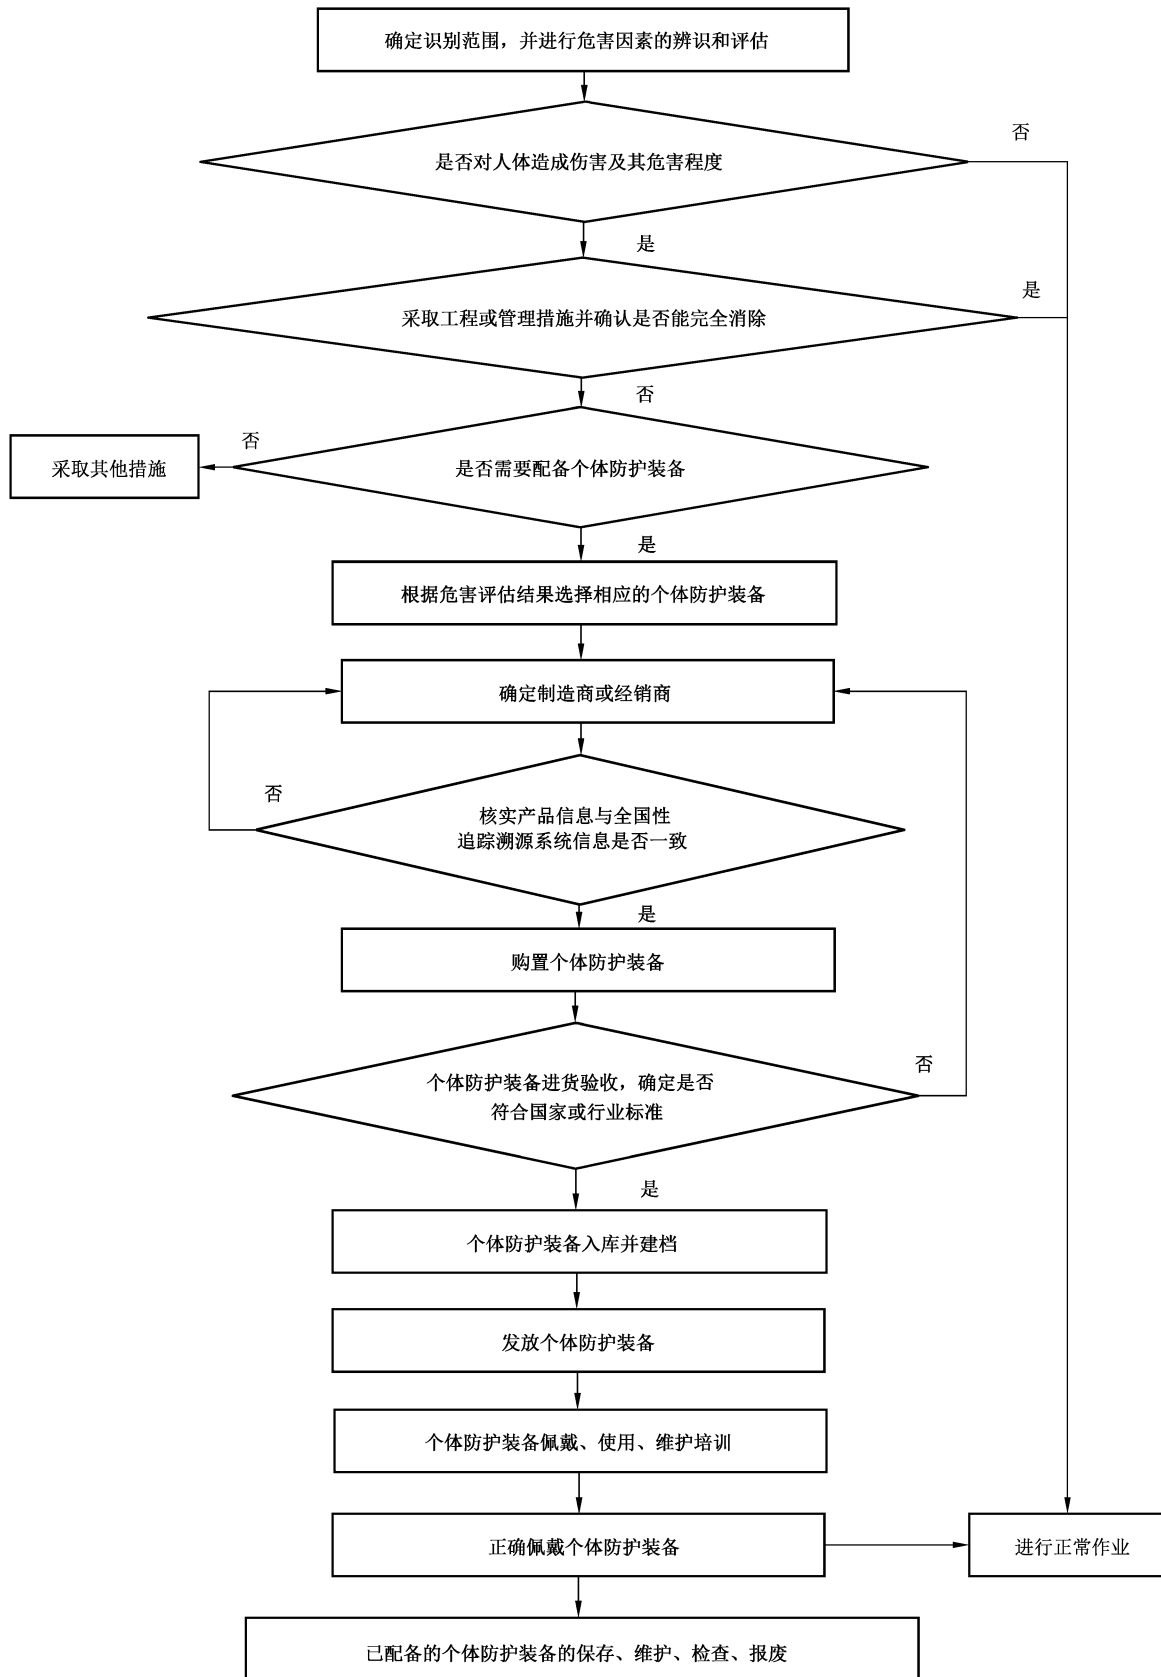 确定识别范围，并进行危害因素的辨识和评估
否
是否对人体造成伤害及其危害程度
是
是
采取工程或管理措施并确认是否能完全消除
否
否
采取其他措施
是否需要配备个体防护装备
是
根据危害评估结果选择相应的个体防护装备
确定制造商或经销商
否
核实产品信息与全国性
追踪溯源系统信息是否一致
是
购置个体防护装备
否
个体防护装备进货验收，确定是否
符合国家或行业标准
是
个体防护装备入库并建档
发放个体防护装备
个体防护装备佩戴、使用、维护培训
正确佩戴个体防护装备
进行正常作业
已配备的个体防护装备的保存、维护、检查、报废